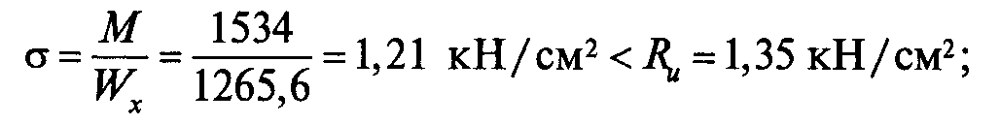 σ = M/Wₓ = 1534/1265,6 = 1,21 кН/см² < Rᵤ = 1,35 кН/см²;